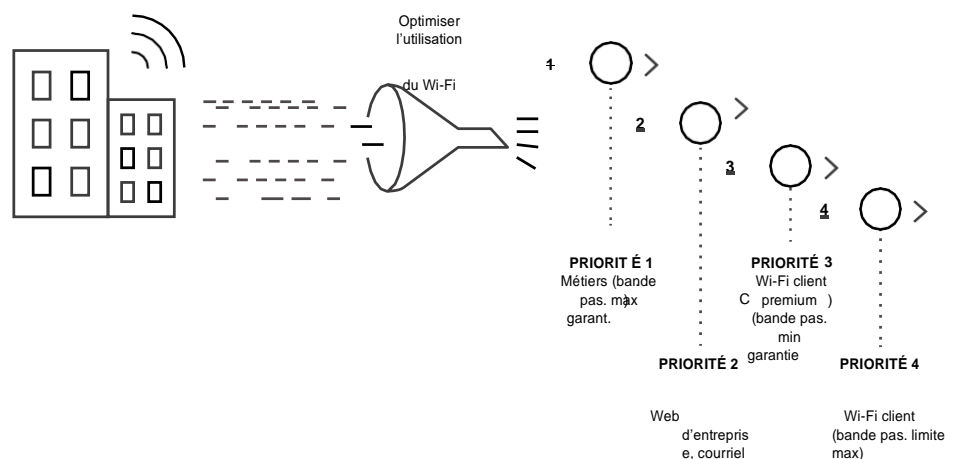 Optimiser
l’utilisation
du Wi-Fi
1
2
3
4
PRIORIT É 1
Métiers (bande
pas. max )
garant.
PRIORITÉ 2
Web
d’entrepris
e, courriel
PRIORITÉ 3
Wi-Fi client
C premium )
(bande pas.
min
garantie
PRIORITÉ 4
Wi-Fi client
(bande pas. limite
max)